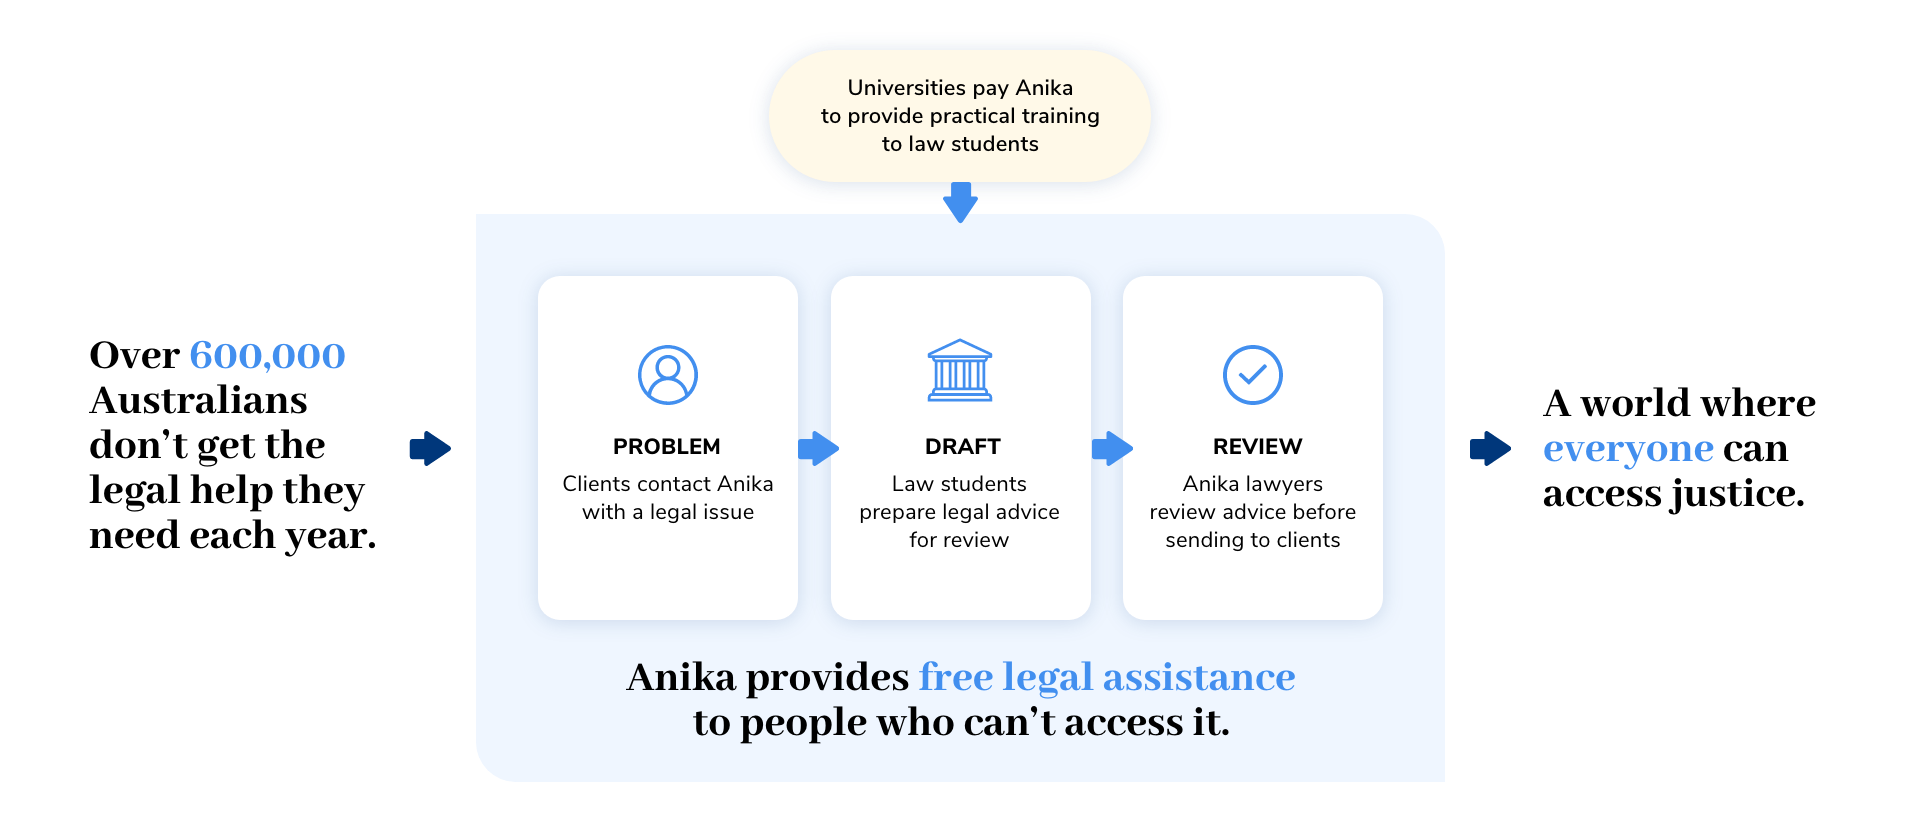 Universities pay Anika
to provide practical training
to law students
Over 600,000
Australians
don’t get the
legal help they
need each year.
PROBLEM
Clients contact Anika
with a legal issue
DRAFT
Law students
prepare legal advice
for review
REVIEW
Anika lawyers
review advice before
sending to clients
Anika provides free legal assistance
to people who can’t access it.
A world where
everyone can
access justice.